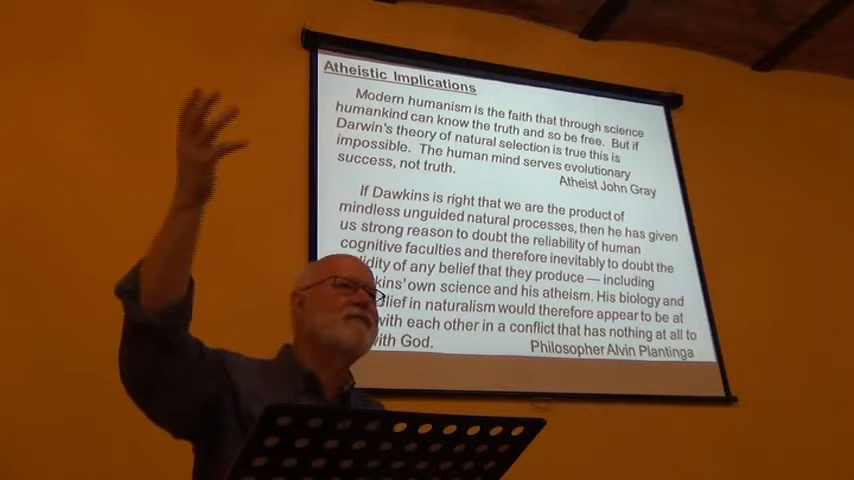 Atheistic Implications
Modern humanism is the faith that through science
humankind can know the truth and so be free. But if
Darwin's theory of natural selection is true this is
impossible. The human mind serves evolutionary
success, not truth.
Atheist John Gray
If Dawkins is right that we are the product of
mindless unguided natural processes, then he has given
us strong reason to doubt the reliability of human
cognitive faculties and therefore inevitably to doubt the
lidity of any belief that they produce — including
kins' own science and his atheism. His biology and
lief in naturalism would therefore appear to be at
with each other in a conflict that has nothing at all to
with God.
Philosopher Alvin Plantinga